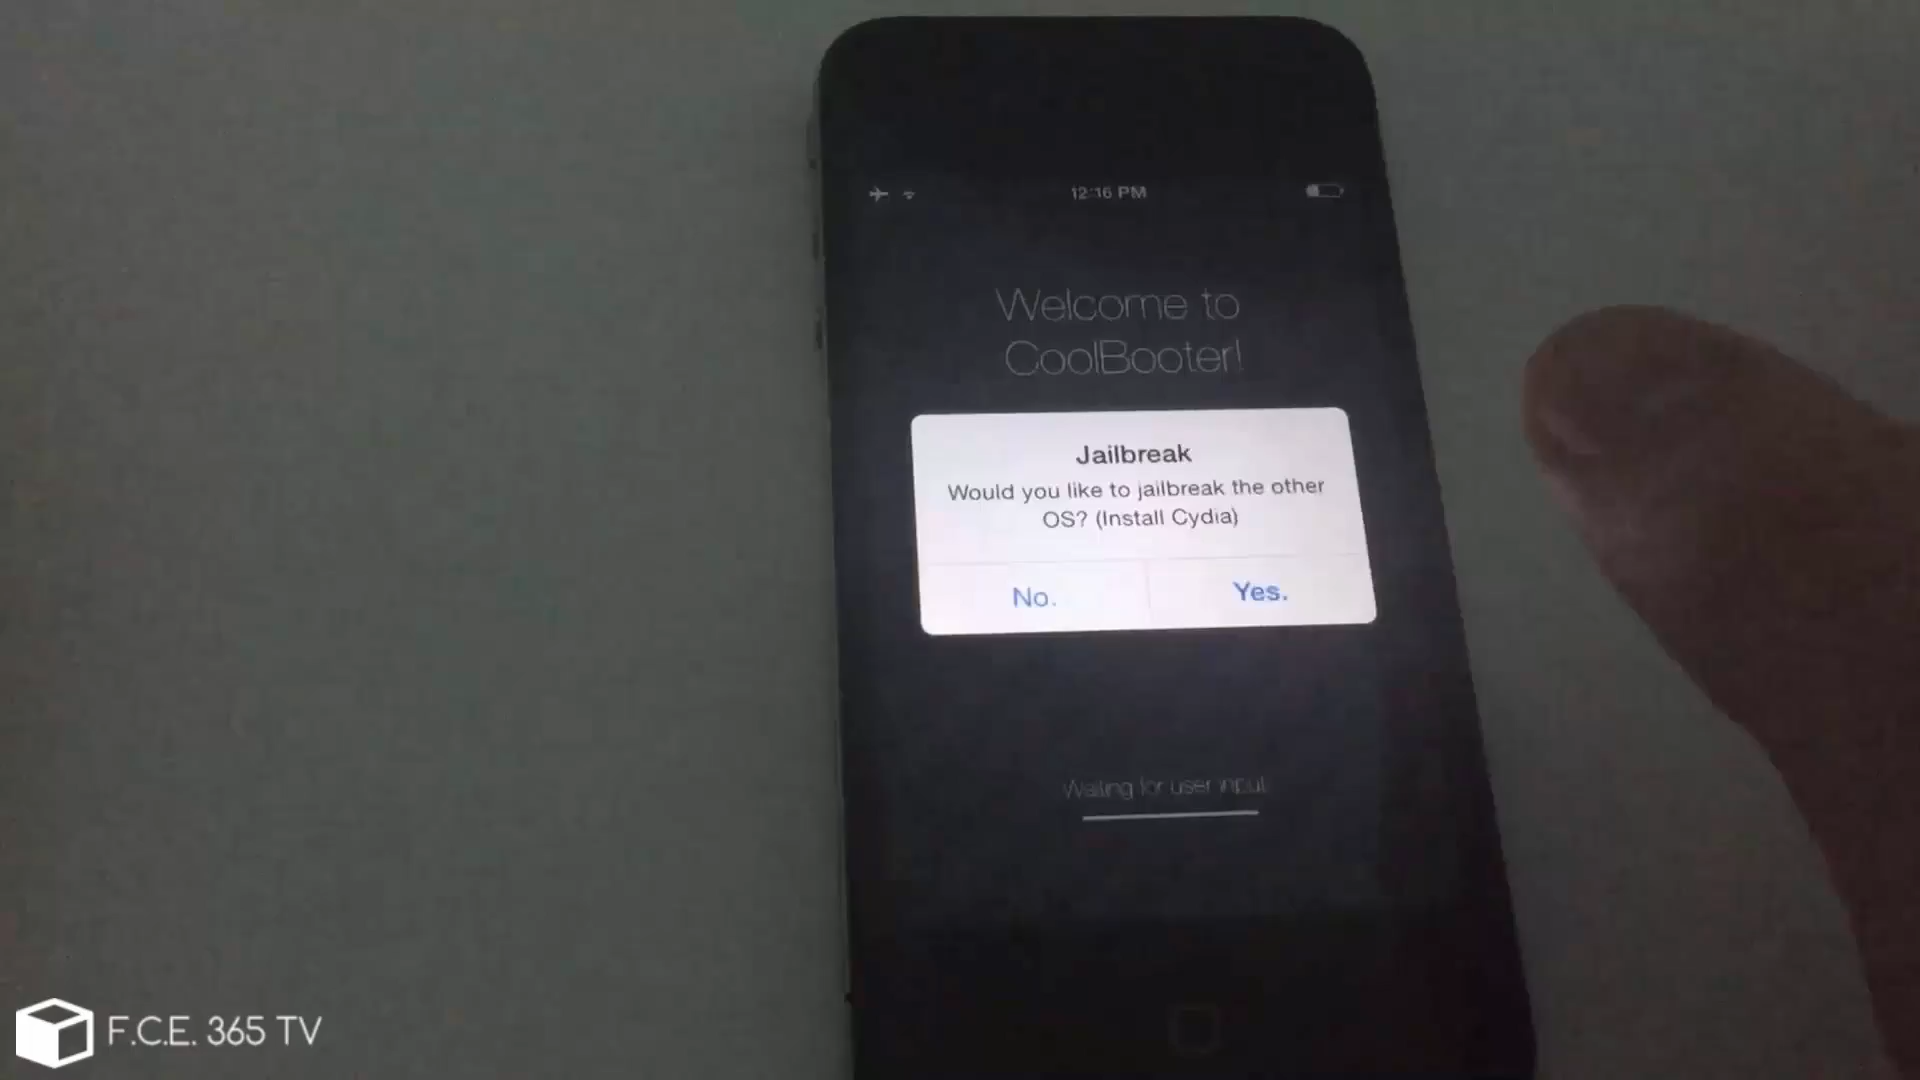 12:16 PM
Welcome to
CoolBooter!
Jailbreak
Would you like to jailbreak the other
OS? (Install Cydia)
No.
Yes.
Waiting for user input
F.C.E. 365 TV